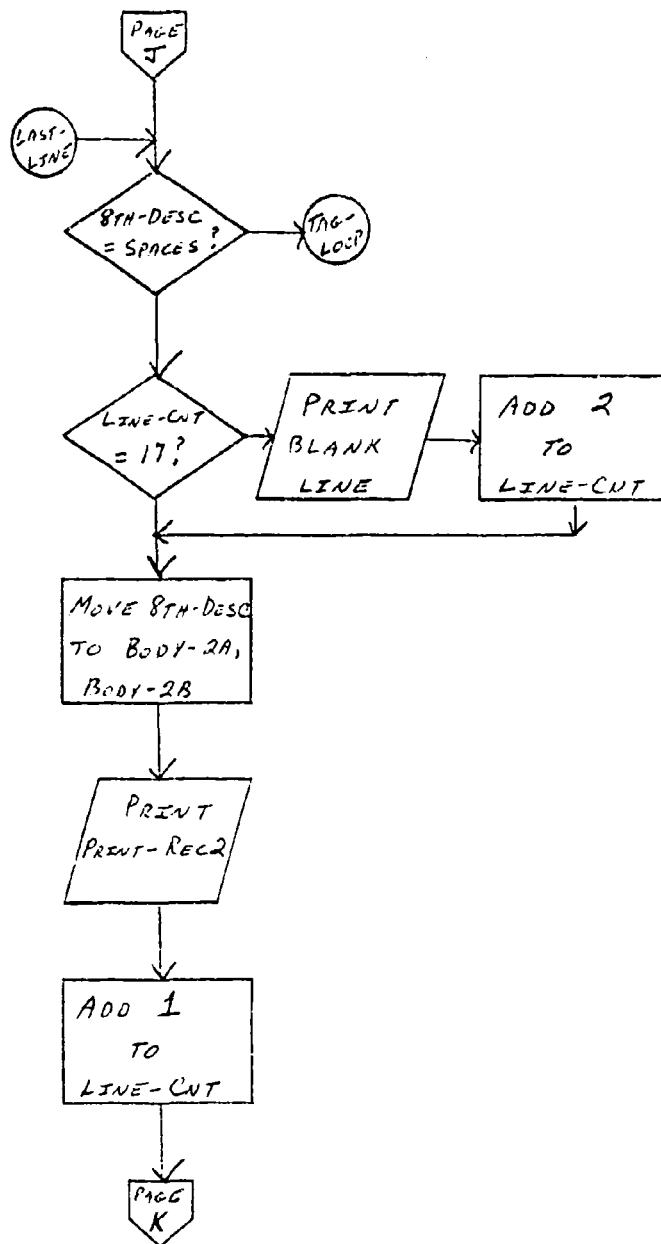 PAGE
J
LAST-
LINE
8TH-DESC
= SPACES?
TAG-
LOOP
LINE-CNT
= 17?
PRINT
BLANK
LINE
ADD 2
TO
LINE-CNT
MOVE 8TH-DESC
TO BODY-2A,
BODY-2B
PRINT
PRINT-REC2
ADD 1
TO
LINE-CNT
PAGE
K